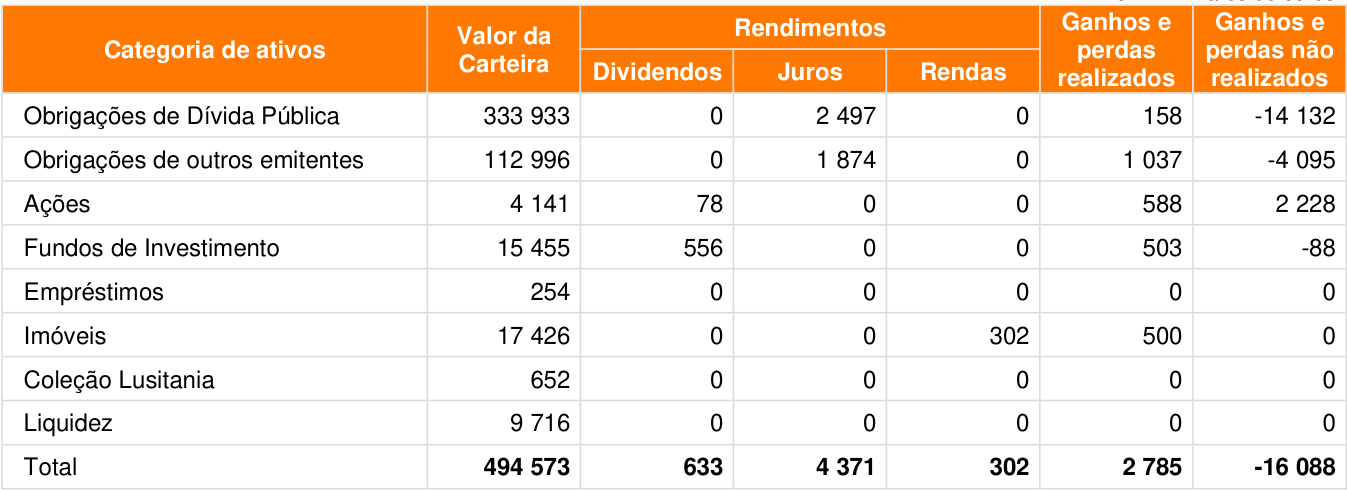 Categoria de ativos Valor da Carteira Rendimentos Ganhos e perdas realizados Ganhos e perdas não realizados
Dividendos Juros Rendas
Obrigações de Dívida Pública 333 933 0 2 497 0 158 -14 132
Obrigações de outros emitentes 112 996 0 1 874 0 1 037 -4 095
Ações 4 141 78 0 0 588 2 228
Fundos de Investimento 15 455 556 0 0 503 -88
Empréstimos 254 0 0 0 0 0
Imóveis 17 426 0 0 302 500 0
Coleção Lusitania 652 0 0 0 0 0
Liquidez 9 716 0 0 0 0 0
Total 494 573 633 4 371 302 2 785 -16 088